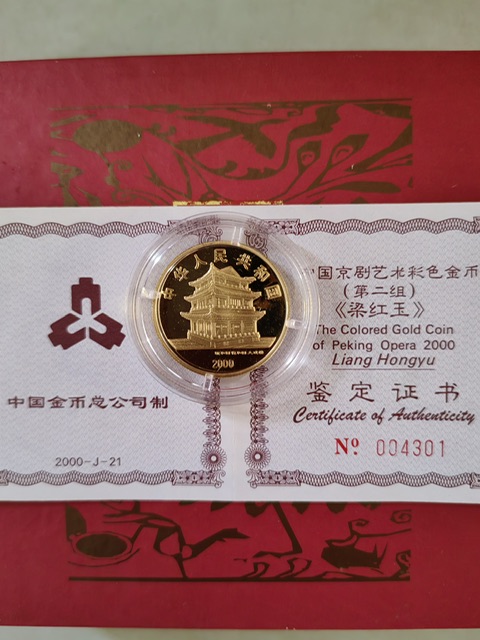 中国金币总公司制
2000-J-21
中华人民共和国
2000
国京剧艺术彩色金币
(第二组)
《梁红玉》
The Colored Gold Coin
of Peking Opera 2000
Liang Hongyu
鉴定证书
Certificate of Authenticity
Nº 004301